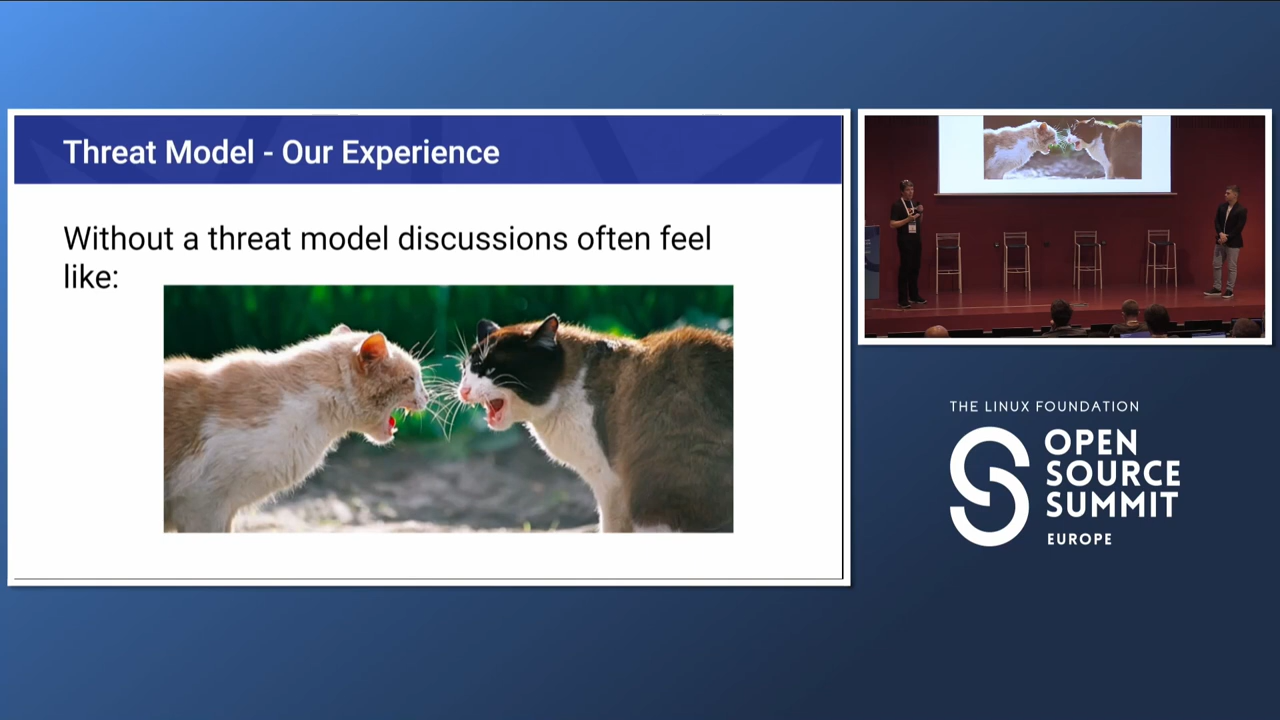 Threat Model - Our Experience
Without a threat model discussions often feel
like:
THE LINUX FOUNDATION
OPEN
SOURCE
SUMMIT
EUROPE